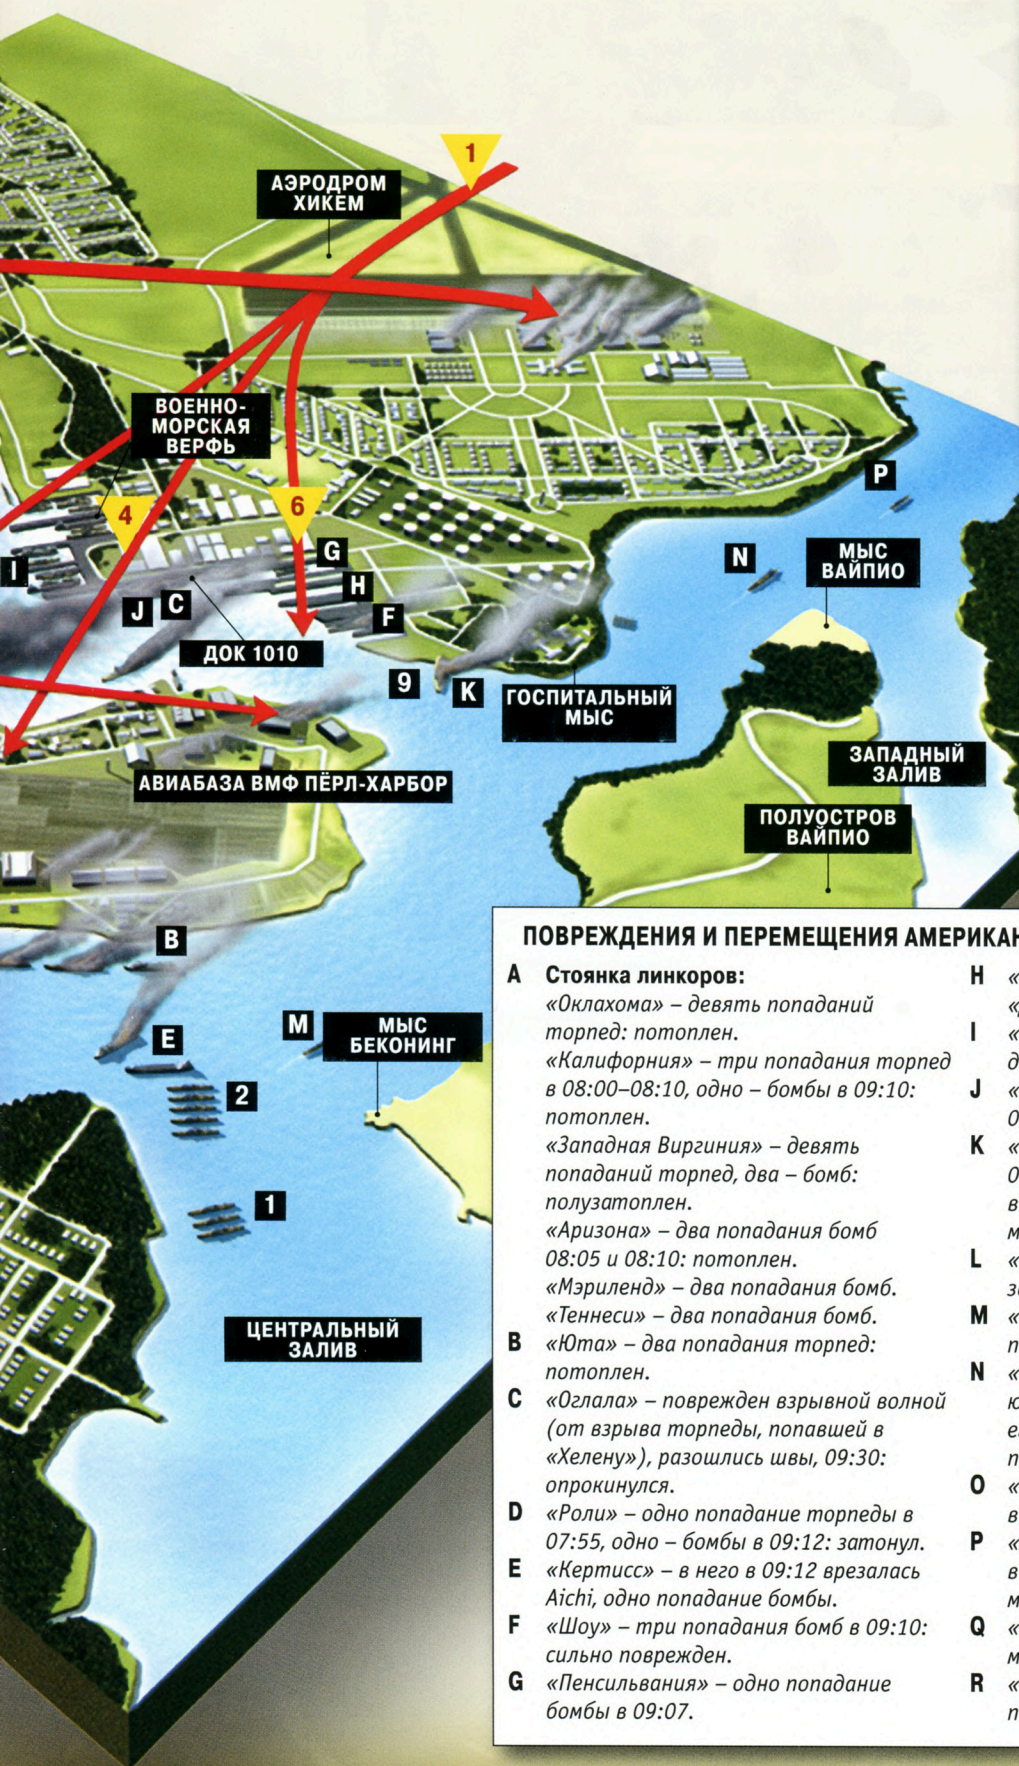 1
АЭРОДРОМ
ХИКЕМ
ВОЕННО-
МОРСКАЯ
ВЕРФЬ
P
4
6
G
N
МЫС
ВАЙПИО
I
H
J
C
F
ДОК 1010
9
K
ГОСПИТАЛЬНЫЙ
МЫС
ЗАПАДНЫЙ
ЗАЛИВ
АВИАБАЗА ВМФ ПЁРЛ-ХАРБОР
ПОЛУОСТРОВ
ВАЙПИО
B
M
МЫС
БЕКОНИНГ
E
2
1
ЦЕНТРАЛЬНЫЙ
ЗАЛИВ
ПОВРЕЖДЕНИЯ И ПЕРЕМЕЩЕНИЯ АМЕРИКАН
A Стоянка линкоров:
«Оклахома» – девять попаданий
торпед: потоплен.
«Калифорния» – три попадания торпед
в 08:00–08:10, одно – бомбы в 09:10:
потоплен.
«Западная Виргиния» – девять
попаданий торпед, два – бомб:
полузатоплен.
«Аризона» – два попадания бомб
08:05 и 08:10: потоплен.
«Мэриленд» – два попадания бомб.
«Теннеси» – два попадания бомб.
B «Юта» – два попадания торпед:
потоплен.
C «Оглала» – поврежден взрывной волной
(от взрыва торпеды, попавшей в
«Хелену»), разошлись швы, 09:30:
опрокинулся.
D «Роли» – одно попадание торпеды в
07:55, одно – бомбы в 09:12: затонул.
E «Кертисс» – в него в 09:12 врезалась
Aichi, одно попадание бомбы.
F «Шоу» – три попадания бомб в 09:10:
сильно поврежден.
G «Пенсильвания» – одно попадание
бомбы в 09:07.
H «
I «
J «
K «
L «
M «
N «
O «
P «
Q «
R «